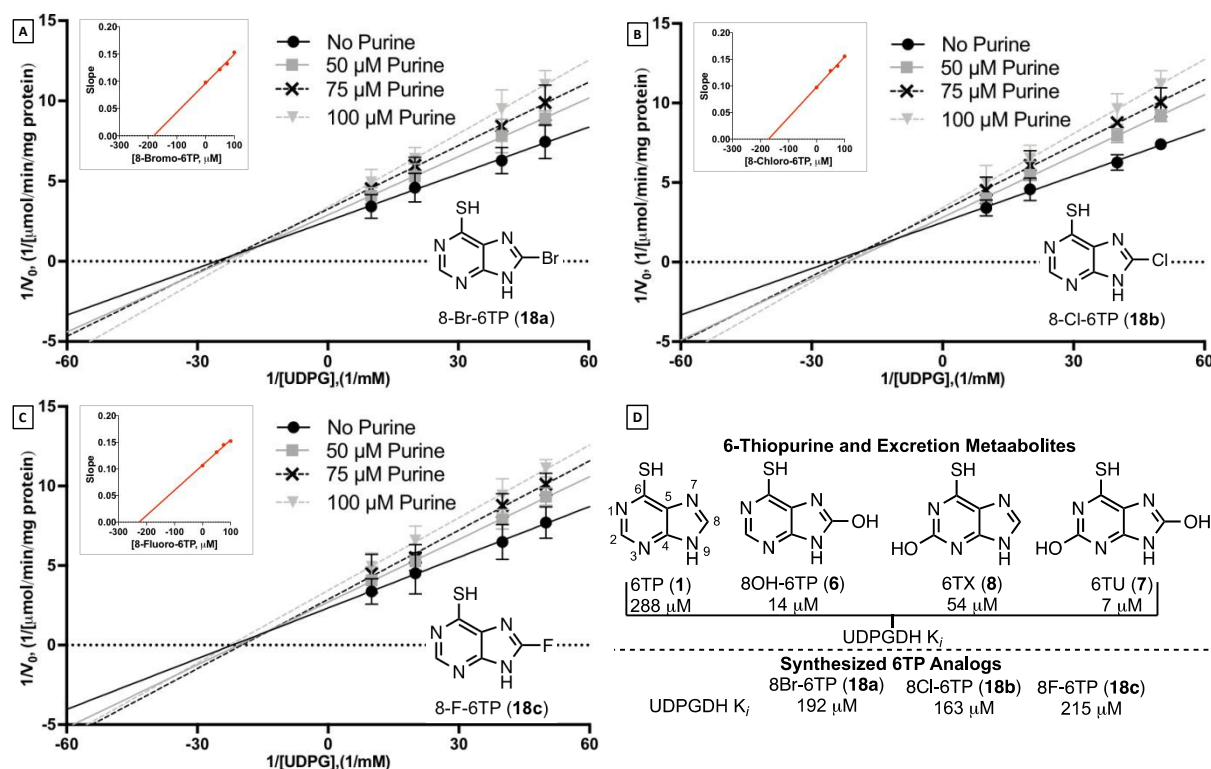 A
0.20
0.15
0.10
0.05
0.00
Slope
-300 -200 -100 0 100
[8-Bromo-6TP, μM]
No Purine
50 μM Purine
75 μM Purine
100 μM Purine
15
10
5
0
-5
1/V0, (1/[μmol/min/mg protein)
-60 -30 0 30 60
1/[UDPG],(1/mM)
SH
N
N
N
N
H
Br
8-Br-6TP (18a)
B
0.20
0.15
0.10
0.05
0.00
Slope
-300 -200 -100 0 100
[8-Chloro-6TP, μM]
No Purine
50 μM Purine
75 μM Purine
100 μM Purine
15
10
5
0
-5
1/V0, (1/[μmol/min/mg protein)
-60 -30 0 30 60
1/[UDPG],(1/mM)
SH
N
N
N
N
H
Cl
8-Cl-6TP (18b)
C
0.20
0.15
0.10
0.05
0.00
Slope
-300 -200 -100 0 100
[8-Fluoro-6TP, μM]
No Purine
50 μM Purine
75 μM Purine
100 μM Purine
15
10
5
0
-5
1/V0, (1/[μmol/min/mg protein)
-60 -30 0 30 60
1/[UDPG],(1/mM)
SH
N
N
N
N
H
F
8-F-6TP (18c)
D
6-Thiopurine and Excretion Metaabolites
SH
6
N 1
2
N 3
4
5
N 7
8
N 9
H
SH
N
N
N
N
H
OH
SH
N
HO
N
N
N
H
SH
N
HO
N
N
N
H
OH
6TP (1) 8OH-6TP (6) 6TX (8) 6TU (7)
288 μM 14 μM 54 μM 7 μM
UDPGDH Ki
Synthesized 6TP Analogs
8Br-6TP (18a) 8Cl-6TP (18b) 8F-6TP (18c)
UDPGDH Ki 192 μM 163 μM 215 μM